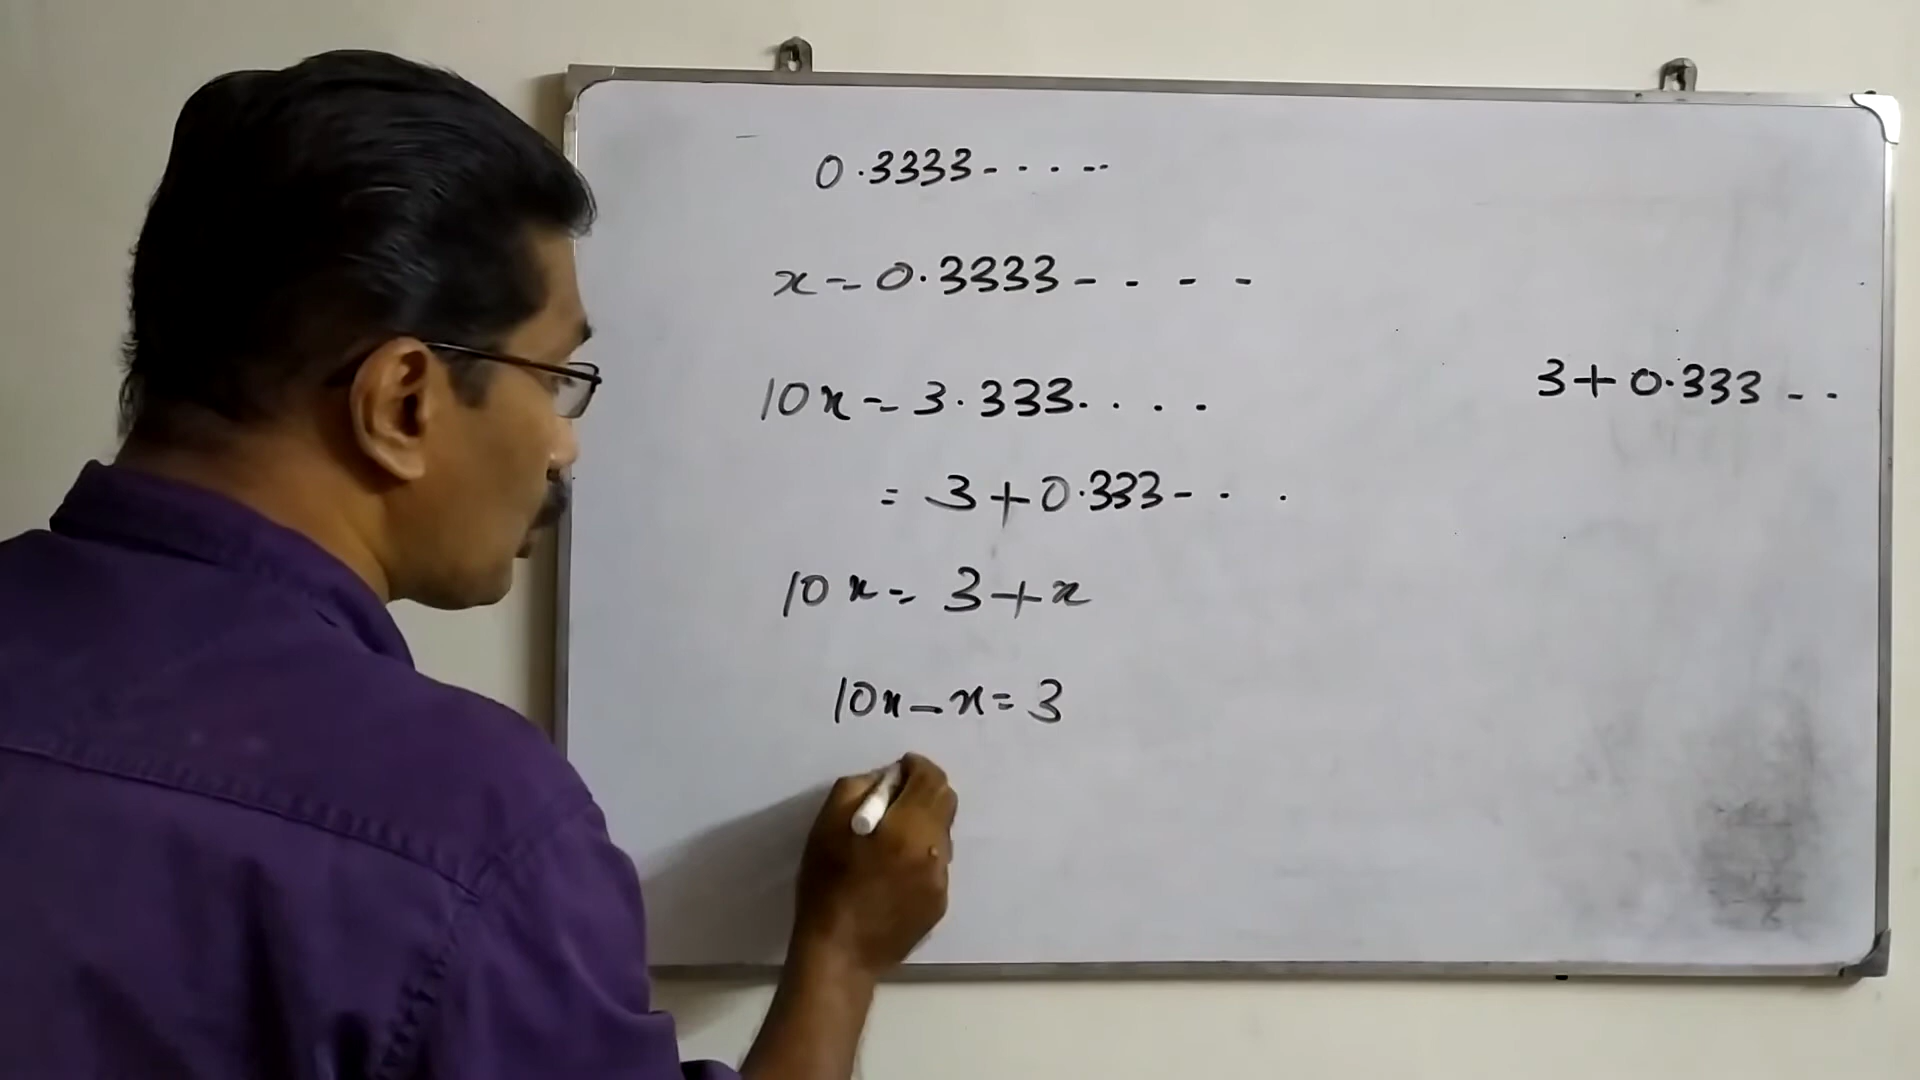 0.3333- . . . --
x = 0.3333 - - - -
10x = 3.333. . . .
3+0.333 - -
= 3+0.333- . .
10x = 3+x
10x - x = 3